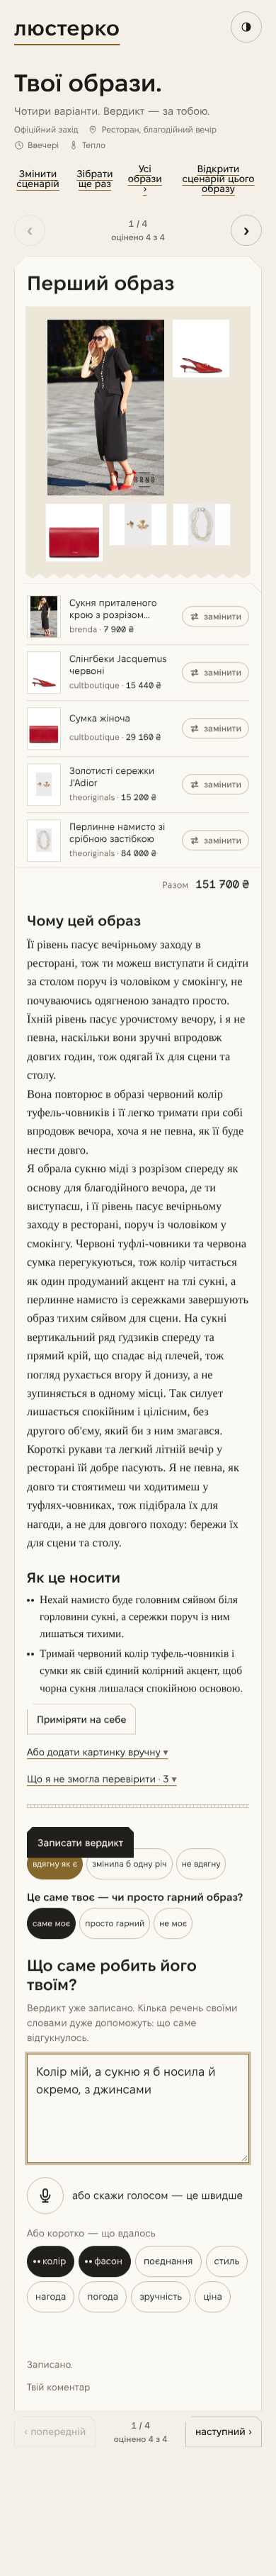 люстерко
Твої образи.
Чотири варіанти. Вердикт — за тобою.
Офіційний захід Ресторан, благодійний вечір
Ввечері Тепло
Змінити сценарій
Зібрати ще раз
Усі образи ›
Відкрити сценарій цього образу
‹
1 / 4
оцінено 4 з 4
›
Перший образ
Сукня приталеного
крою з розрізом…
brenda · 7 900 ₴
замінити
Слінгбеки Jacquemus
червоні
cultboutique · 15 440 ₴
замінити
Сумка жіноча
cultboutique · 29 160 ₴
замінити
Золотисті сережки
J'Adior
theoriginals · 15 200 ₴
замінити
Перлинне намисто зі
срібною застібкою
theoriginals · 84 000 ₴
замінити
Разом 151 700 ₴
Чому цей образ
Її рівень пасує вечірньому заходу в
ресторані, тож ти можеш виступати й сидіти
за столом поруч із чоловіком у смокінгу, не
почуваючись одягненою занадто просто.
Їхній рівень пасує урочистому вечору, і я не
певна, наскільки вони зручні впродовж
довгих годин, тож одягай їх для сцени та
столу.
Вона повторює в образі червоний колір
туфель-човників і її легко тримати при собі
впродовж вечора, хоча я не певна, як її буде
нести довго.
Я обрала сукню міді з розрізом спереду як
основу для благодійного вечора, де ти
виступаєш, і її рівень пасує вечірньому
заходу в ресторані, поруч із чоловіком у
смокінгу. Червоні туфлі-човники та червона
сумка перегукуються, тож колір читається
як один продуманий акцент на тлі сукні, а
перлинне намисто із сережками завершують
образ тихим сяйвом для сцени. На сукні
вертикальний ряд ґудзиків спереду та
прямий крій, що спадає від плечей, тож
погляд рухається вгору й донизу, а не
зупиняється в одному місці. Так силует
лишається спокійним і цілісним, без
другого об'єму, який би з ним змагався.
Короткі рукави та легкий літній вечір у
ресторані їй добре пасують. Я не певна, як
довго ти стоятимеш чи ходитимеш у
туфлях-човниках, тож підібрала їх для
нагоди, а не для довгого походу: бережи їх
для сцени та столу.
Як це носити
Нехай намисто буде головним сяйвом біля
горловини сукні, а сережки поруч із ним
лишаться тихими.
Тримай червоний колір туфель-човників і
сумки як свій єдиний колірний акцент, щоб
чорна сукня лишалася спокійною основою.
Приміряти на себе
Або додати картинку вручну ▾
Що я не змогла перевірити · 3 ▾
Записати вердикт
вдягну як є
змінила б одну річ
не вдягну
Це саме твоє — чи просто гарний образ?
саме моє
просто гарний
не моє
Що саме робить його
твоїм?
Вердикт уже записано. Кілька речень своїми
словами дуже допоможуть: що саме
відгукнулось.
Колір мій, а сукню я б носила й
окремо, з джинсами
або скажи голосом — це швидше
Або коротко — що вдалось
колір
фасон
поєднання
стиль
нагода
погода
зручність
ціна
Записано.
Твій коментар
‹ попередній
1 / 4
оцінено 4 з 4
наступний ›